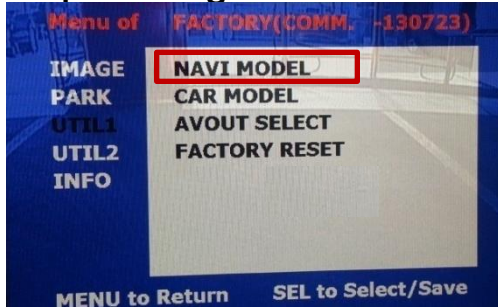 Menu of FACTORY(COMM. -130723)
IMAGE NAVI MODEL
PARK CAR MODEL
UTIL1 AVOUT SELECT
UTIL2 FACTORY RESET
INFO
MENU to Return SEL to Select/Save